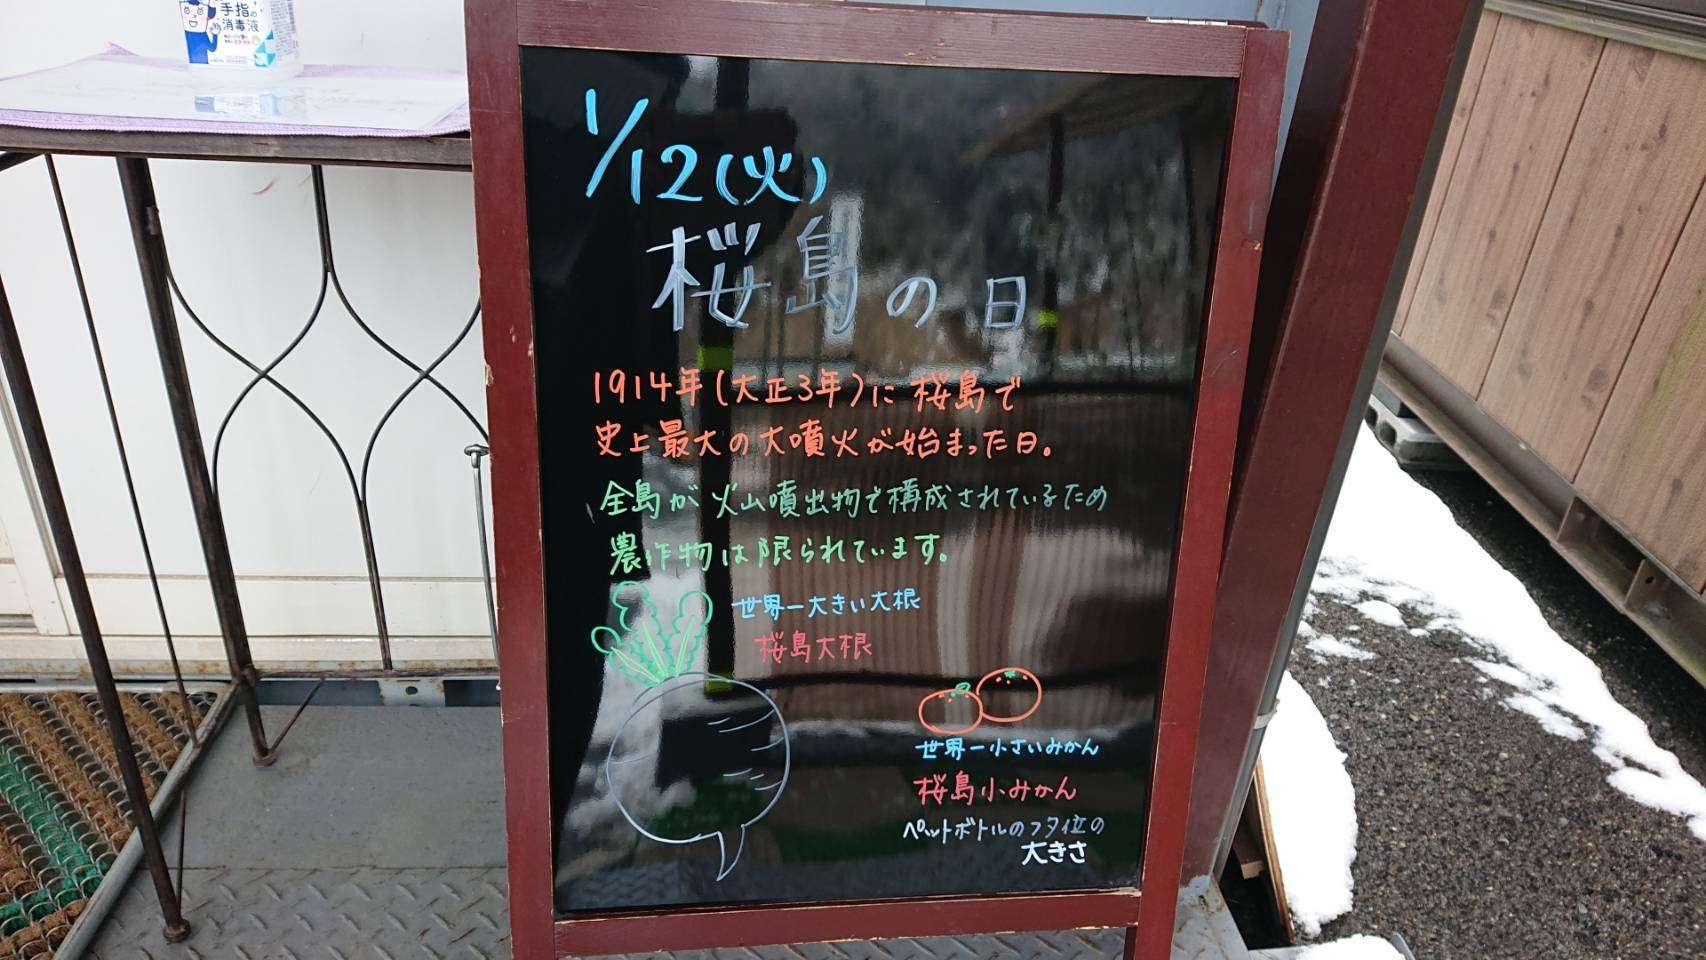 手指の
消毒液
1/12(火)
桜島の日
1914年(大正3年)に桜島で
史上最大の大噴火が始まった日。
全島が火山噴出物で構成されているため
農作物は限られています。
世界一大きい大根
桜島大根
世界一小さいみかん
桜島小みかん
ペットボトルのフタ位の
大きさ